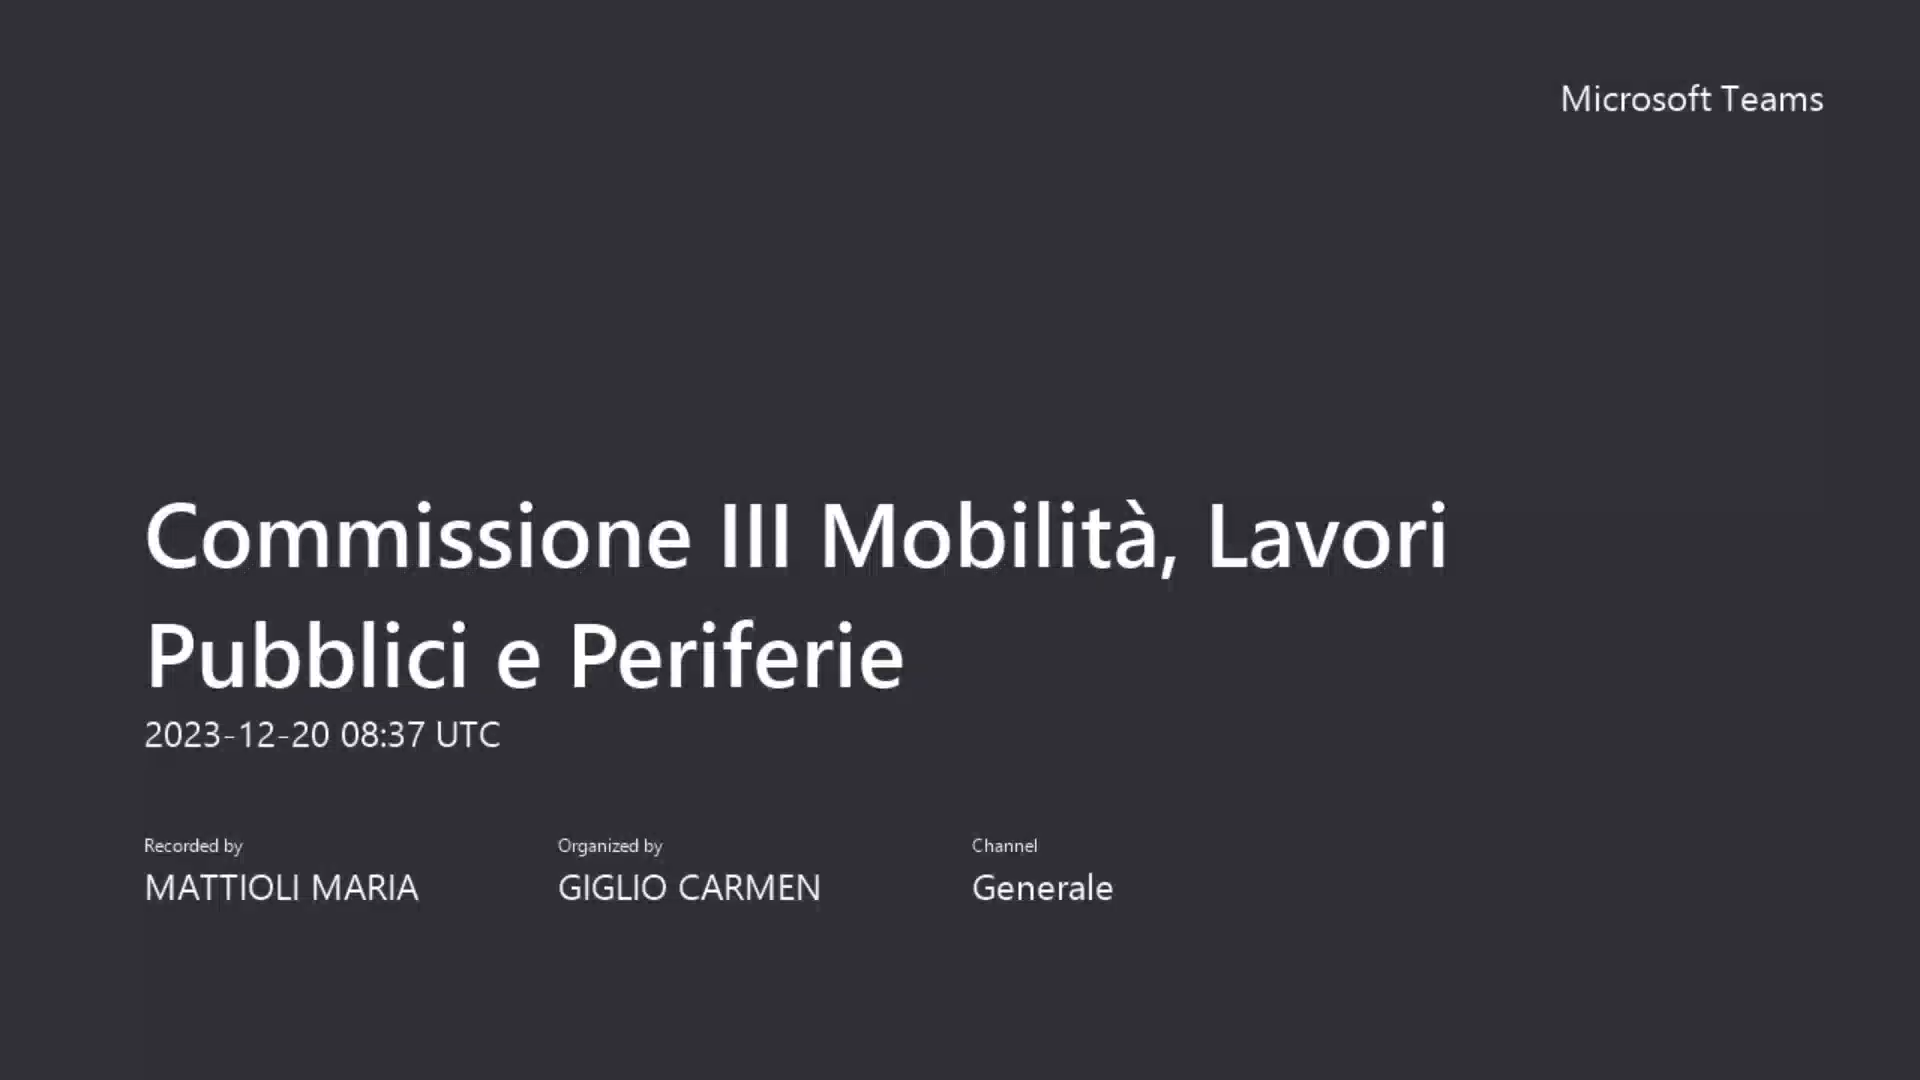 Microsoft Teams
Commissione III Mobilità, Lavori
Pubblici e Periferie
2023-12-20 08:37 UTC
Recorded by
MATTIOLI MARIA
Organized by
GIGLIO CARMEN
Channel
Generale